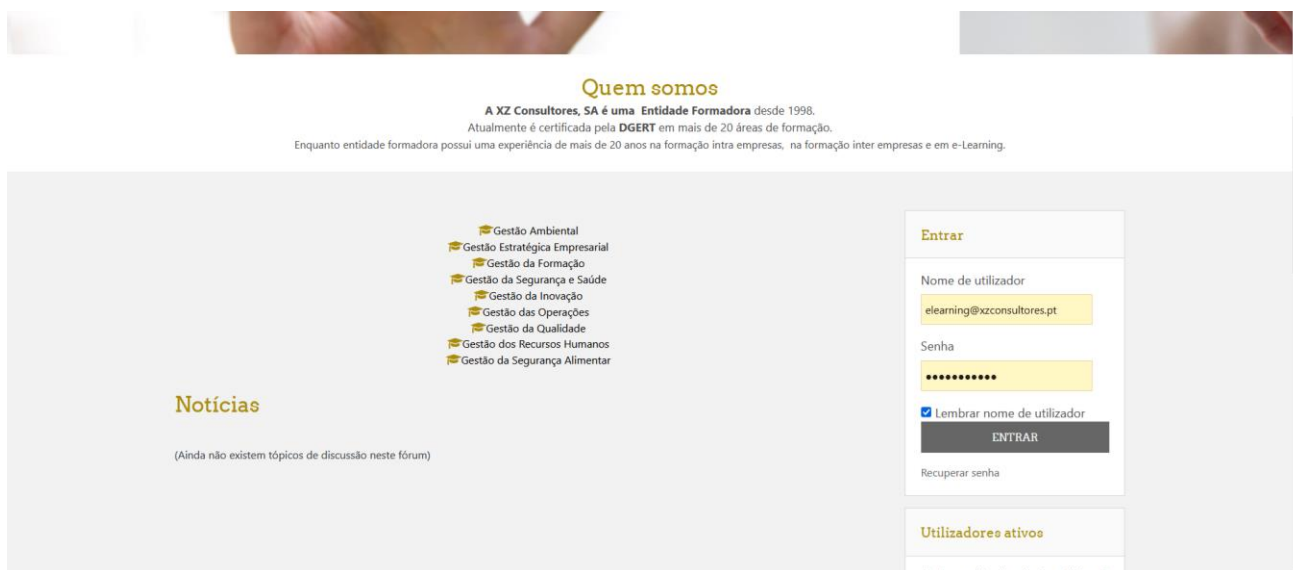 Quem somos
A XZ Consultores, SA é uma Entidade Formadora desde 1998.
Atualmente é certificada pela DGERT em mais de 20 áreas de formação.
Enquanto entidade formadora possui uma experiência de mais de 20 anos na formação intra empresas, na formação inter empresas e em e-Learning.
Gestão Ambiental
Gestão Estratégica Empresarial
Gestão da Formação
Gestão da Segurança e Saúde
Gestão da Inovação
Gestão das Operações
Gestão da Qualidade
Gestão dos Recursos Humanos
Gestão da Segurança Alimentar
Notícias
(Ainda não existem tópicos de discussão neste fórum)
Entrar
Nome de utilizador
elearning@xzconsultores.pt
Senha
•••••••••••
Lembrar nome de utilizador
ENTRAR
Recuperar senha
Utilizadores ativos